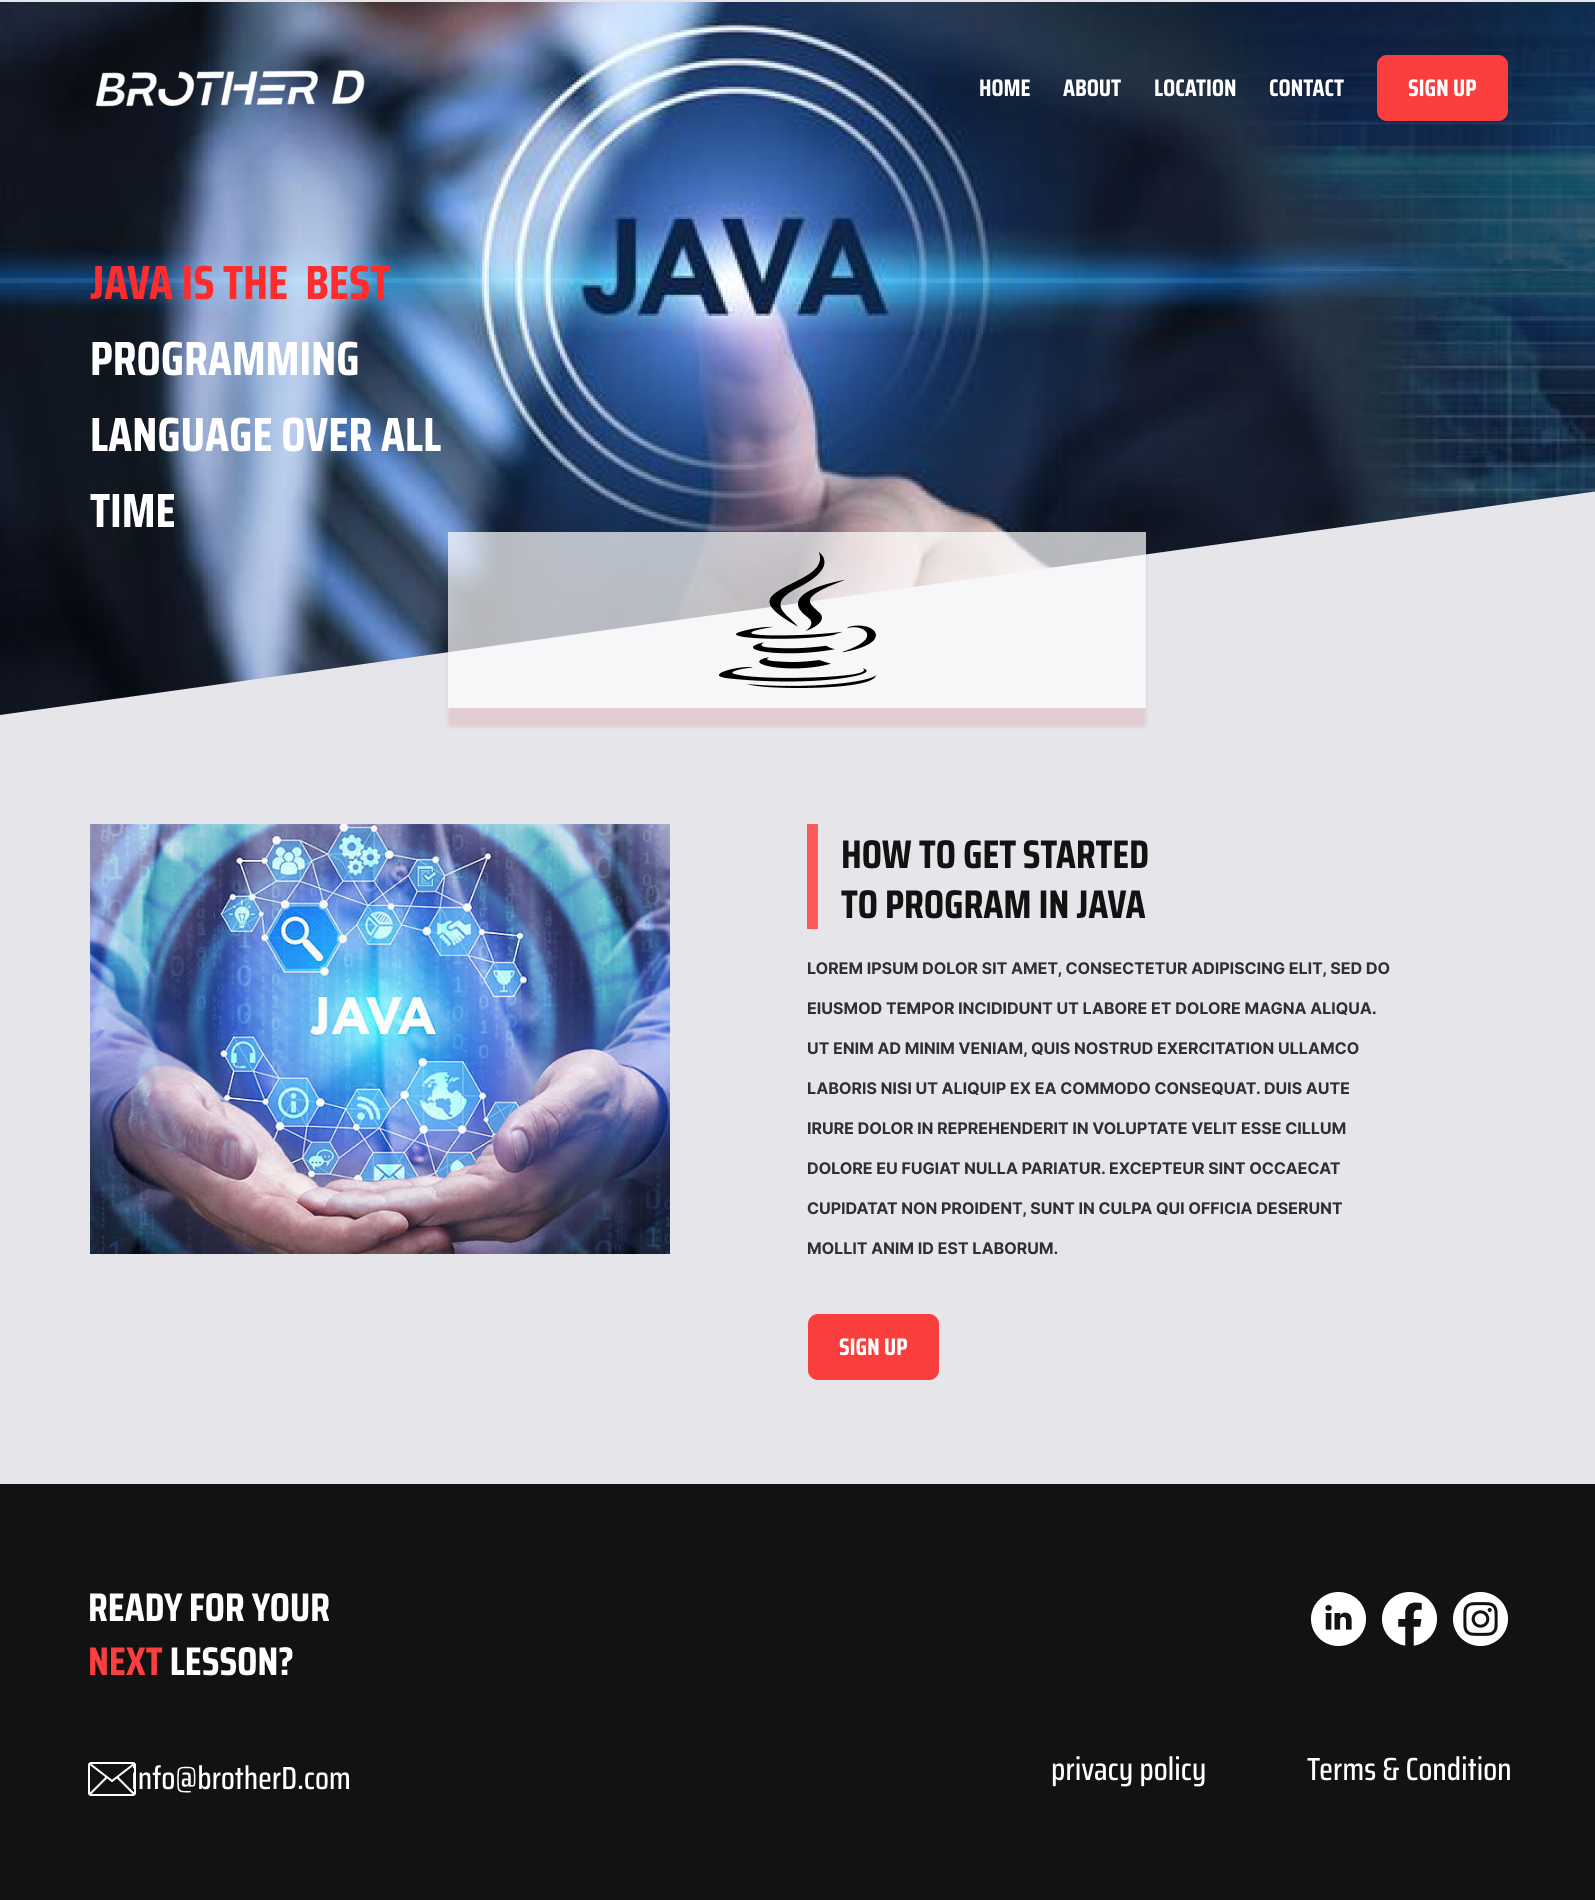 BROTHER D
HOME ABOUT LOCATION CONTACT SIGN UP
JAVA
JAVA IS THE BEST
PROGRAMMING
LANGUAGE OVER ALL
TIME
JAVA
HOW TO GET STARTED
TO PROGRAM IN JAVA
LOREM IPSUM DOLOR SIT AMET, CONSECTETUR ADIPISCING ELIT, SED DO
EIUSMOD TEMPOR INCIDIDUNT UT LABORE ET DOLORE MAGNA ALIQUA.
UT ENIM AD MINIM VENIAM, QUIS NOSTRUD EXERCITATION ULLAMCO
LABORIS NISI UT ALIQUIP EX EA COMMODO CONSEQUAT. DUIS AUTE
IRURE DOLOR IN REPREHENDERIT IN VOLUPTATE VELIT ESSE CILLUM
DOLORE EU FUGIAT NULLA PARIATUR. EXCEPTEUR SINT OCCAECAT
CUPIDATAT NON PROIDENT, SUNT IN CULPA QUI OFFICIA DESERUNT
MOLLIT ANIM ID EST LABORUM.
SIGN UP
READY FOR YOUR
NEXT LESSON?
in f
nfo@brotherD.com
privacy policy Terms & Condition